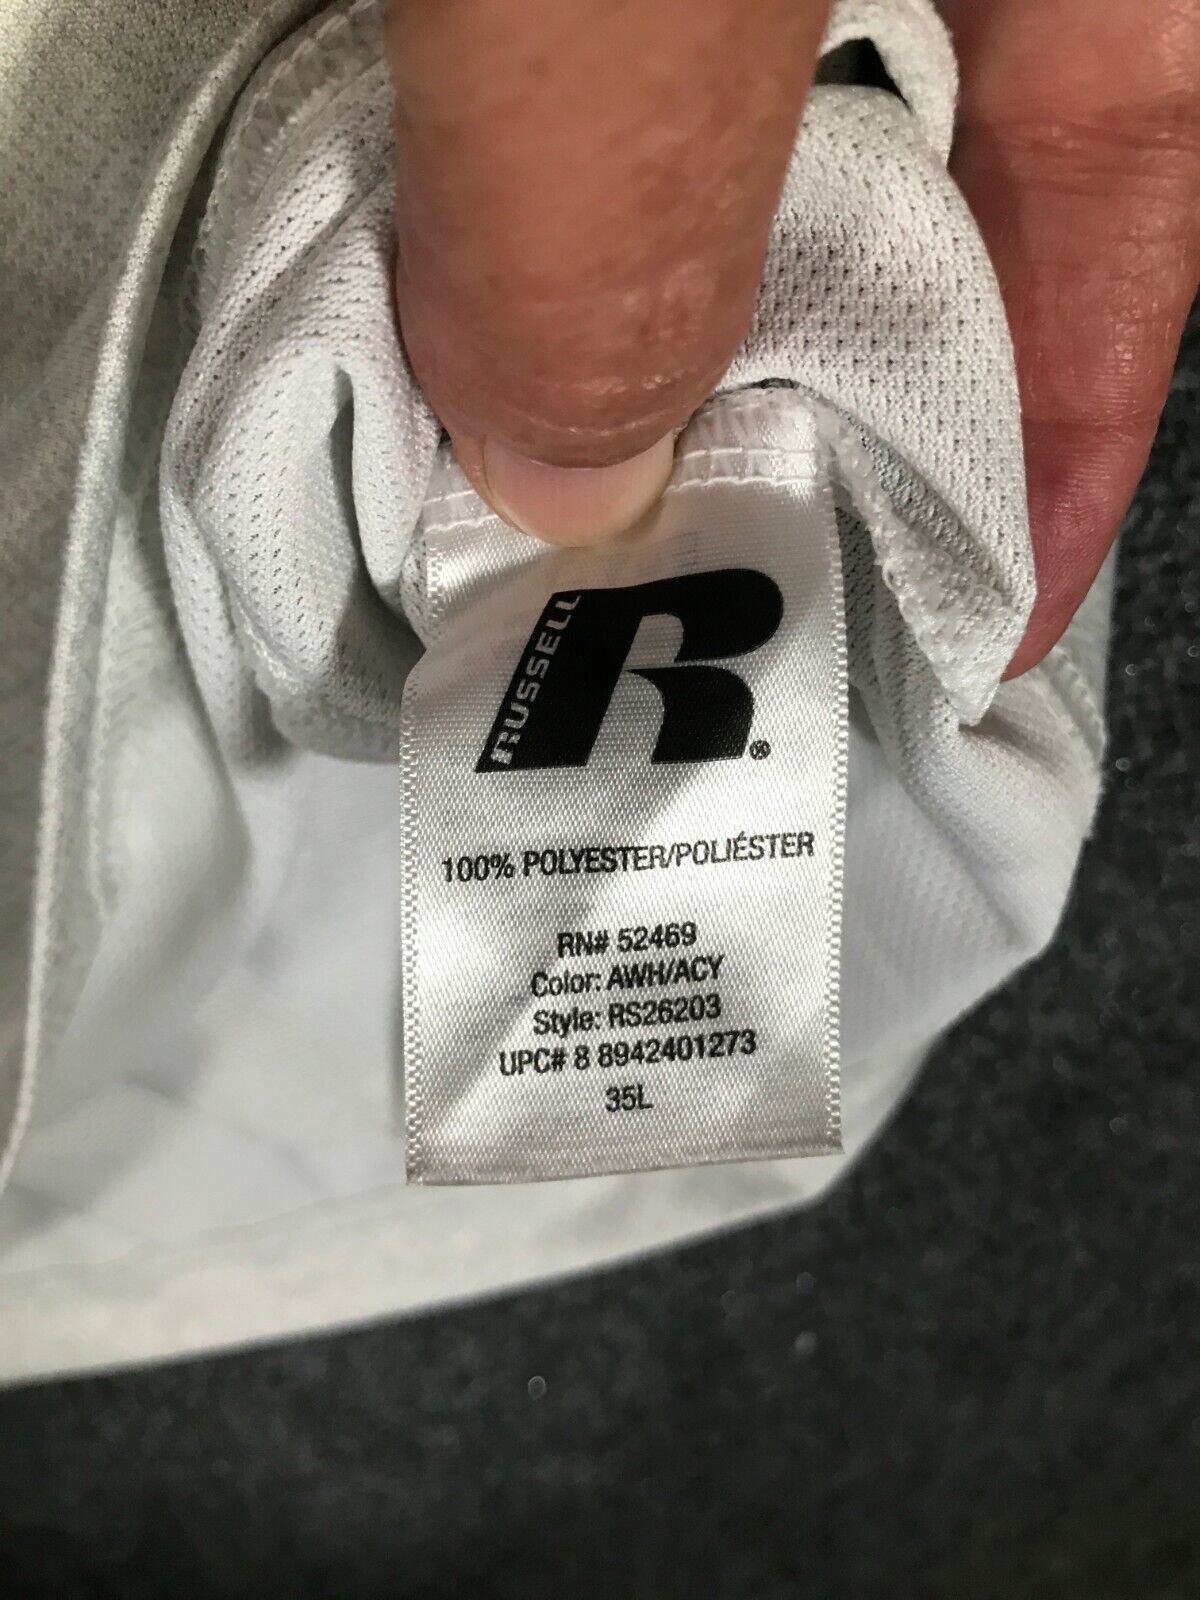 RUSSELL
R®
100% POLYESTER/POLIÉSTER
RN# 52469
Color: AWH/ACY
Style: RS26203
UPC# 8 8942401273
35L